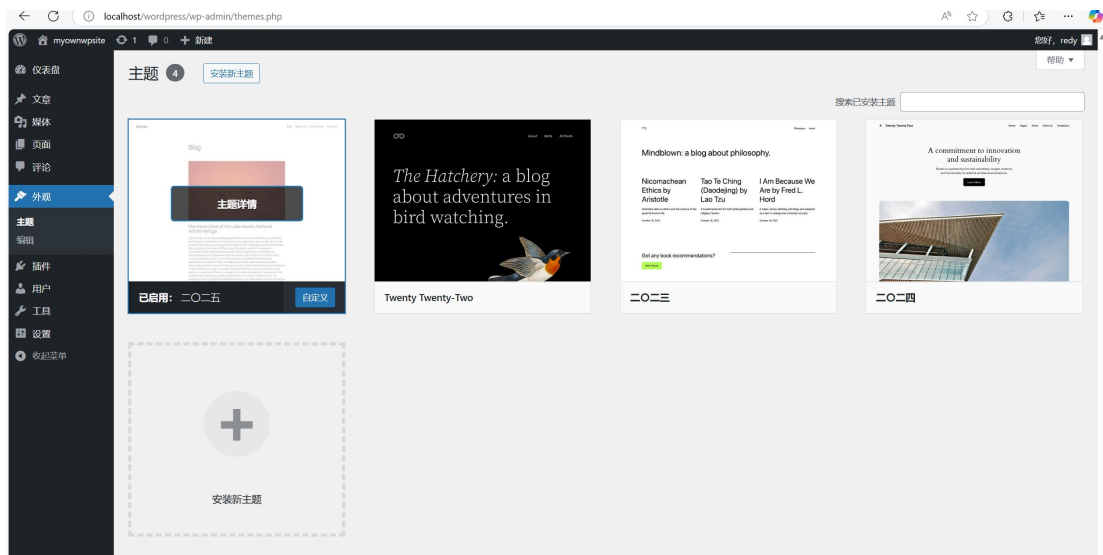 localhost/wordpress/wp-admin/themes.php
myownwpsite 1 0 新建
您好，redy
仪表盘
文章
媒体
页面
评论
外观
主题
编辑
插件
用户
工具
设置
收起菜单
主题 4 安装新主题
帮助
搜索已安装主题
Blog
主题详情
已启用：二〇二五
自定义
The Hatchery: a blog
about adventures in
bird watching.
Twenty Twenty-Two
Mindblown: a blog about philosophy.
Nicomachean
Ethics by
Aristotle
Tao Te Ching
(Daodejing) by
Lao Tzu
I Am Because We
Are by Fred L.
Hord
Got any book recommendations?
二〇二三
Twenty Twenty-Four
A commitment to innovation
and sustainability
二〇二四
安装新主题